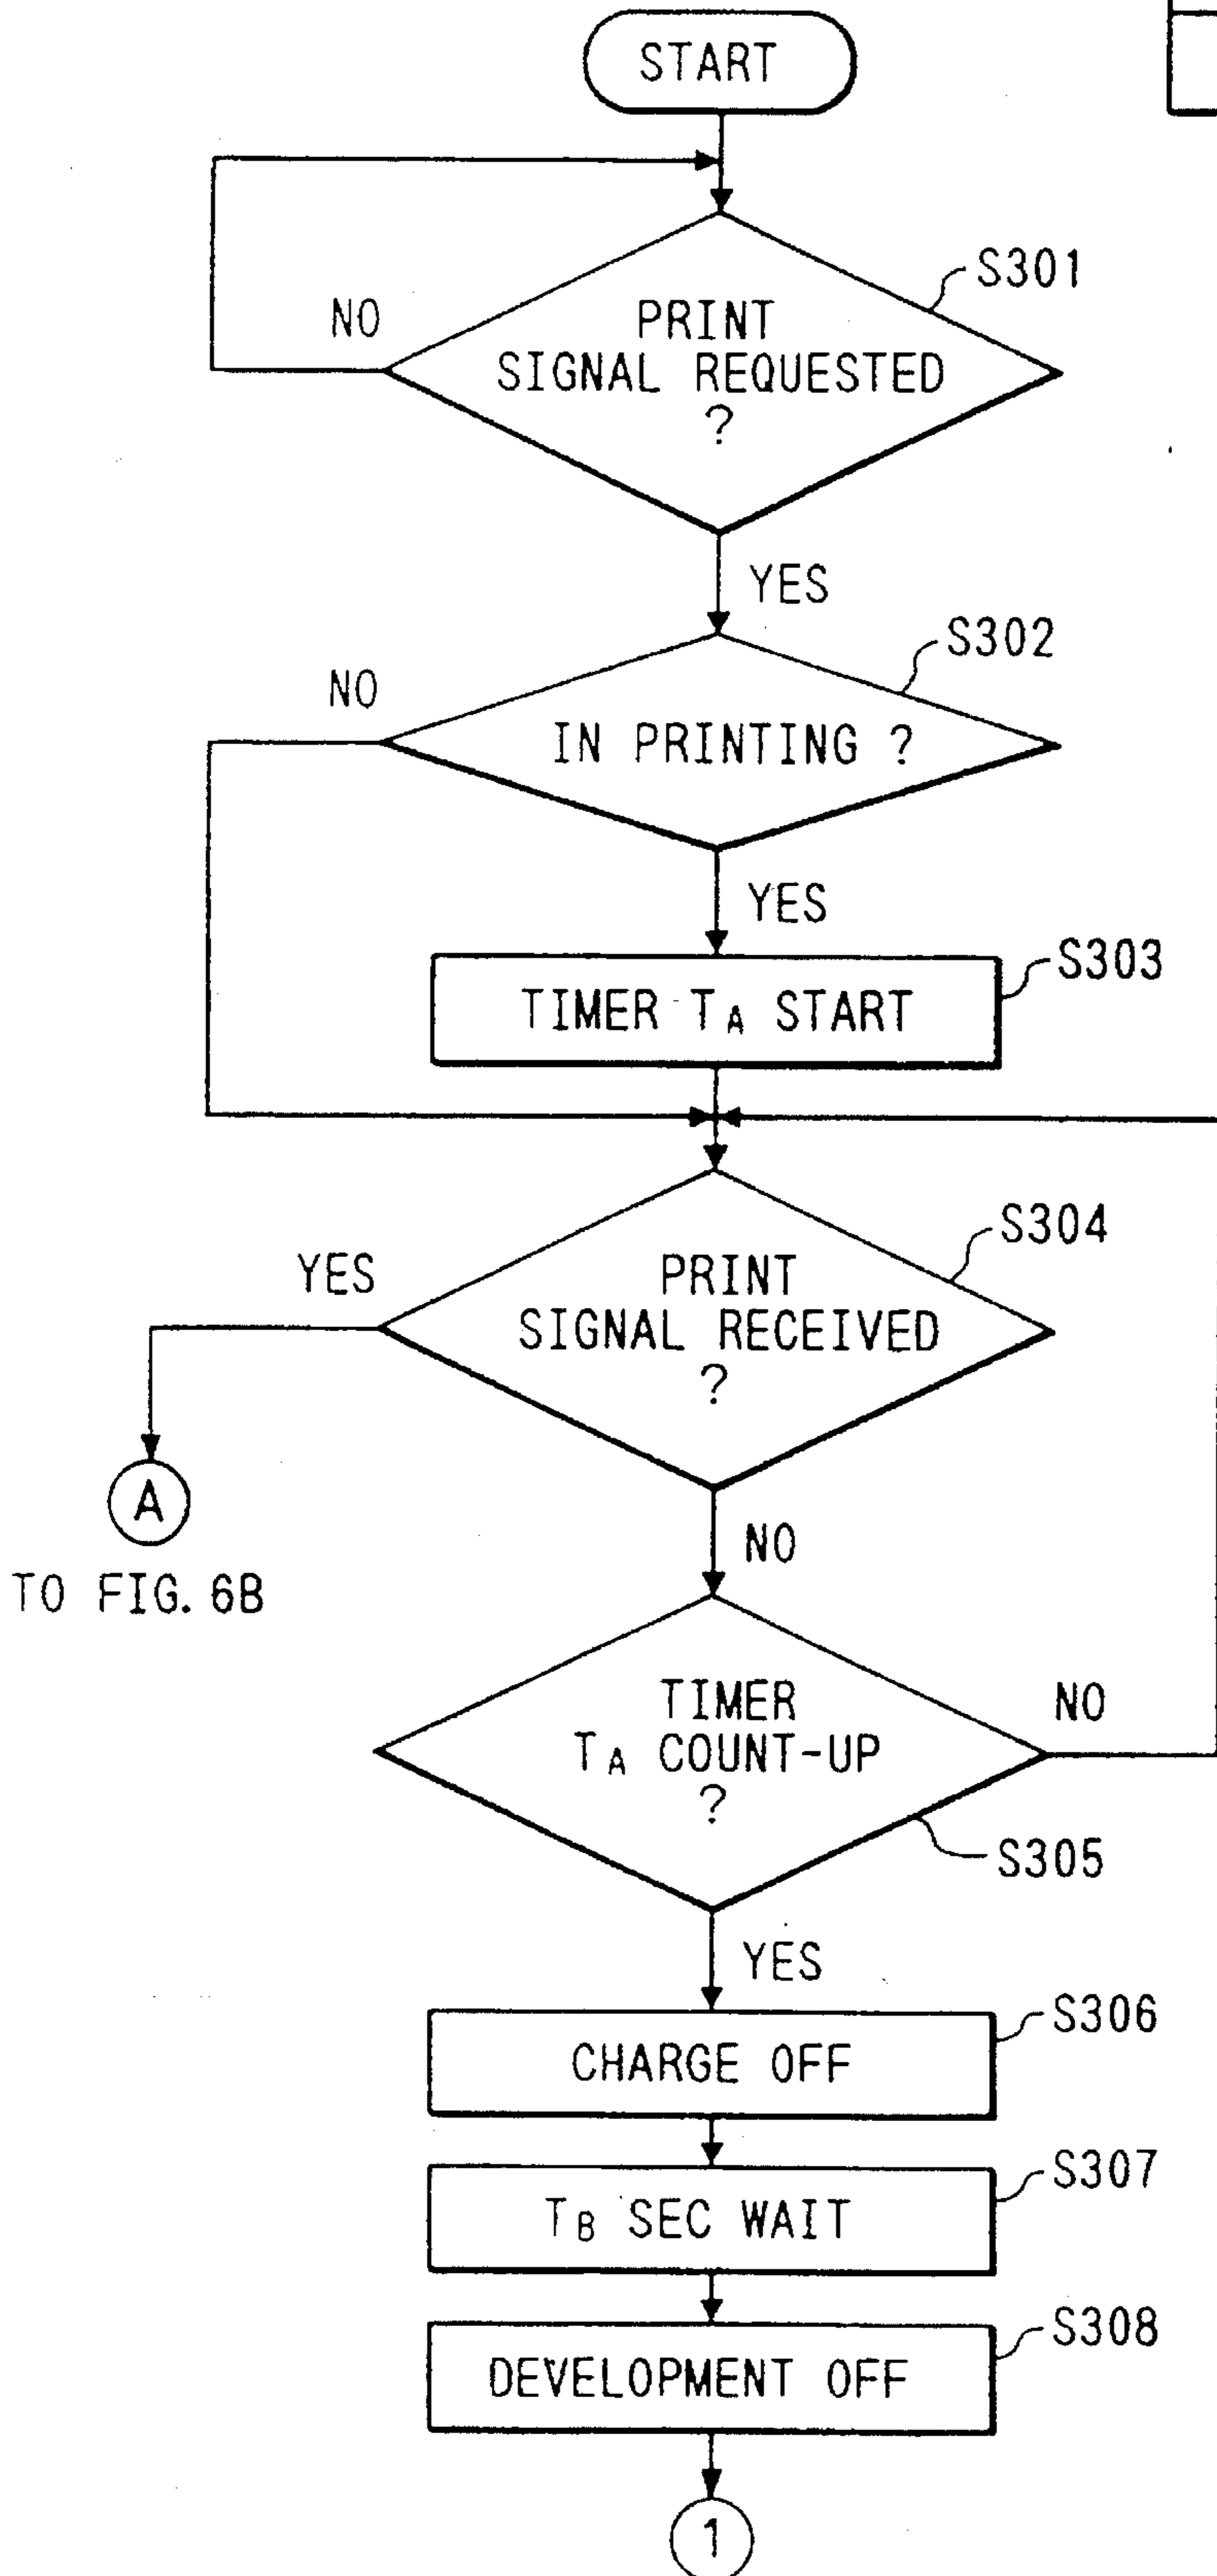 START
S301
NO
PRINT
SIGNAL REQUESTED
?
YES
S302
NO
IN PRINTING ?
YES
S303
TIMER TA START
S304
YES
PRINT
SIGNAL RECEIVED
?
A
NO
TO FIG. 6B
TIMER
NO
TA COUNT-UP
?
S305
YES
S306
CHARGE OFF
S307
TB SEC WAIT
S308
DEVELOPMENT OFF
1